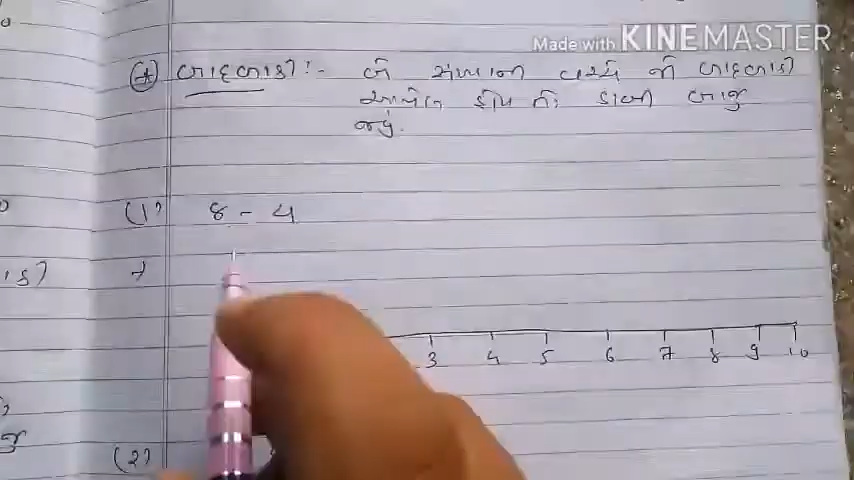 Made with KINEMASTER
* બાદબાકી :- બે સંખ્યાની વચ્ચે ની બાદબાકી
આપેલ હોય તો ડાબી બાજુ
જવું.
(1) 8 - 4
→
3 4 5 6 7 8 9 10
(2)